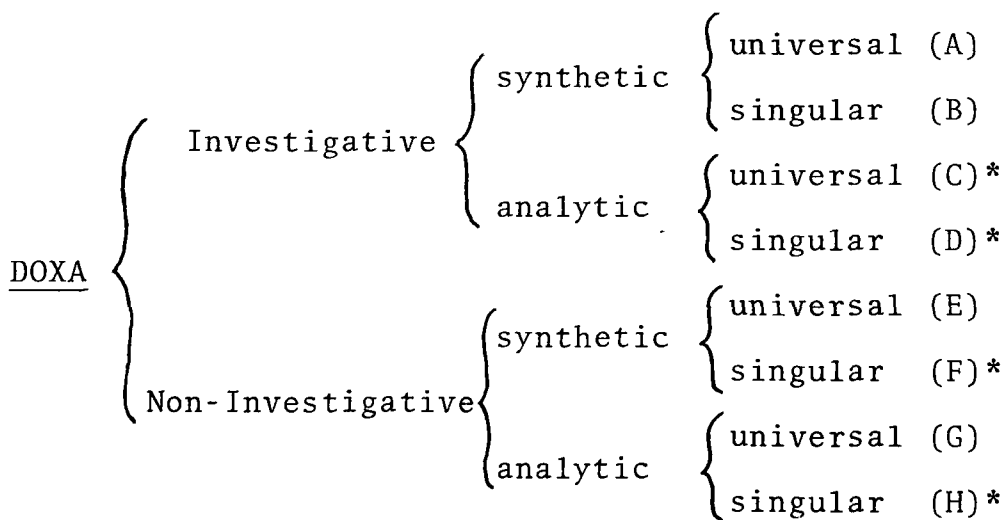 universal (A)
synthetic
singular (B)
Investigative
universal (C)*
analytic
singular (D)*
DOXA
universal (E)
synthetic
singular (F)*
Non-Investigative
universal (G)
analytic
singular (H)*